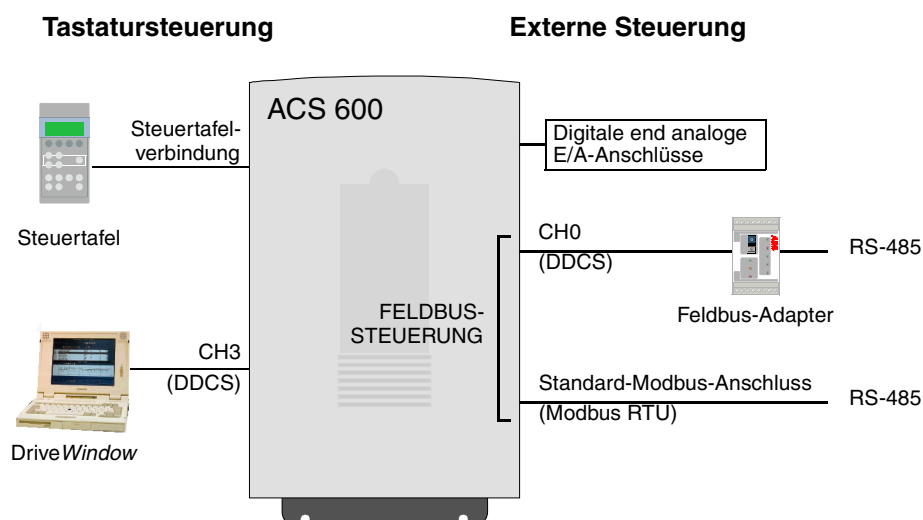 Tastatursteuerung
Externe Steuerung
ACS 600
Steuertafel-
verbindung
Steuertafel
CH3
(DDCS)
DriveWindow
Digitale end analoge
E/A-Anschlüsse
FELDBUS-
STEUERUNG
CH0
(DDCS)
ABB
Feldbus-Adapter
RS-485
Standard-Modbus-Anschluss
(Modbus RTU)
RS-485